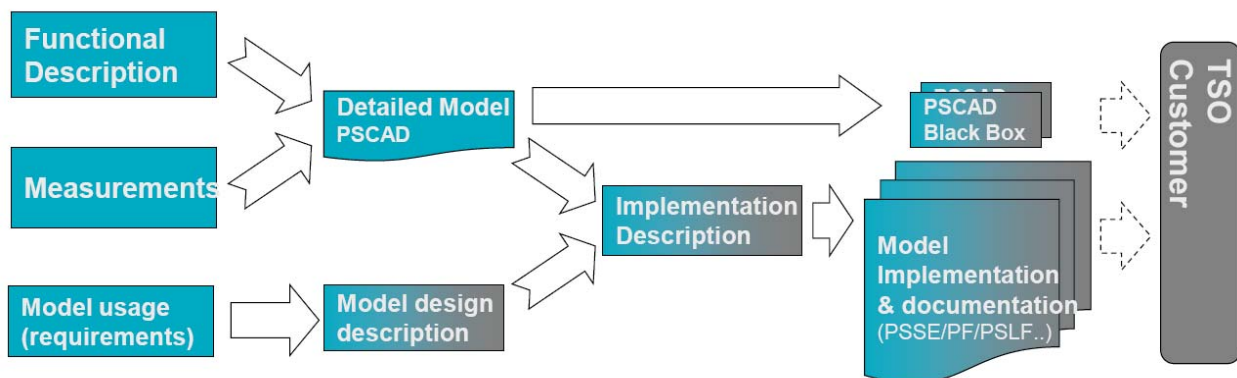 Functional
Description
Measurements
Model usage
(requirements)
Detailed Model
PSCAD
Model design
description
Implementation
Description
PSCAD
PSCAD
Black Box
Model
Implementation
& documentation
(PSSE/PF/PSLF..)
TSO
Customer